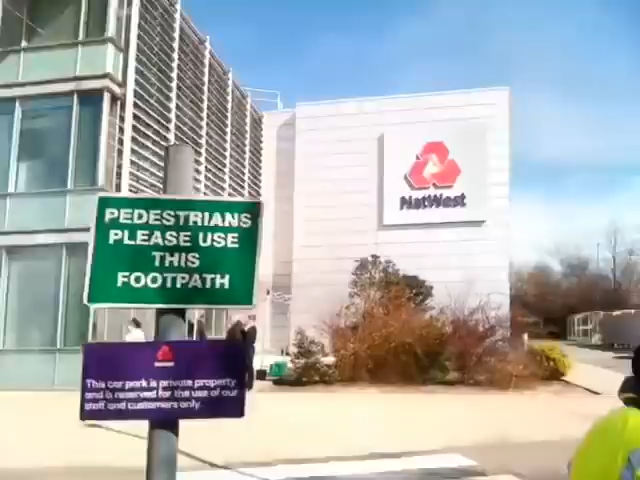 NatWest
PEDESTRIANS
PLEASE USE
THIS
FOOTPATH
This car park is private property
and is reserved for the use of our
staff and customers only.